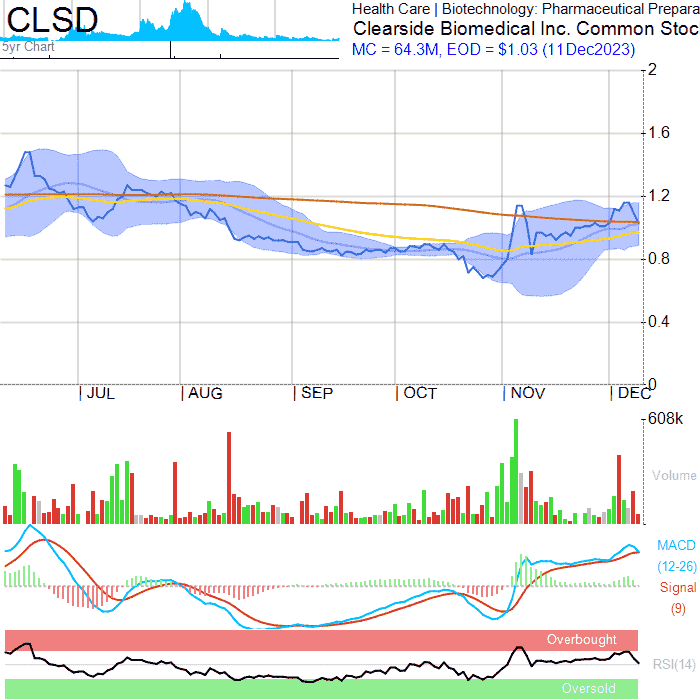 CLSD
5yr Chart
Health Care | Biotechnology: Pharmaceutical Prepara
Clearside Biomedical Inc. Common Stoc
MC = 64.3M, EOD = $1.03 (11Dec2023)
2
1.6
1.2
0.8
0.4
0
| JUL
| AUG
| SEP
| OCT
| NOV
| DEC
608k
Volume
MACD
(12-26)
Signal
(9)
Overbought
RSI(14)
Oversold